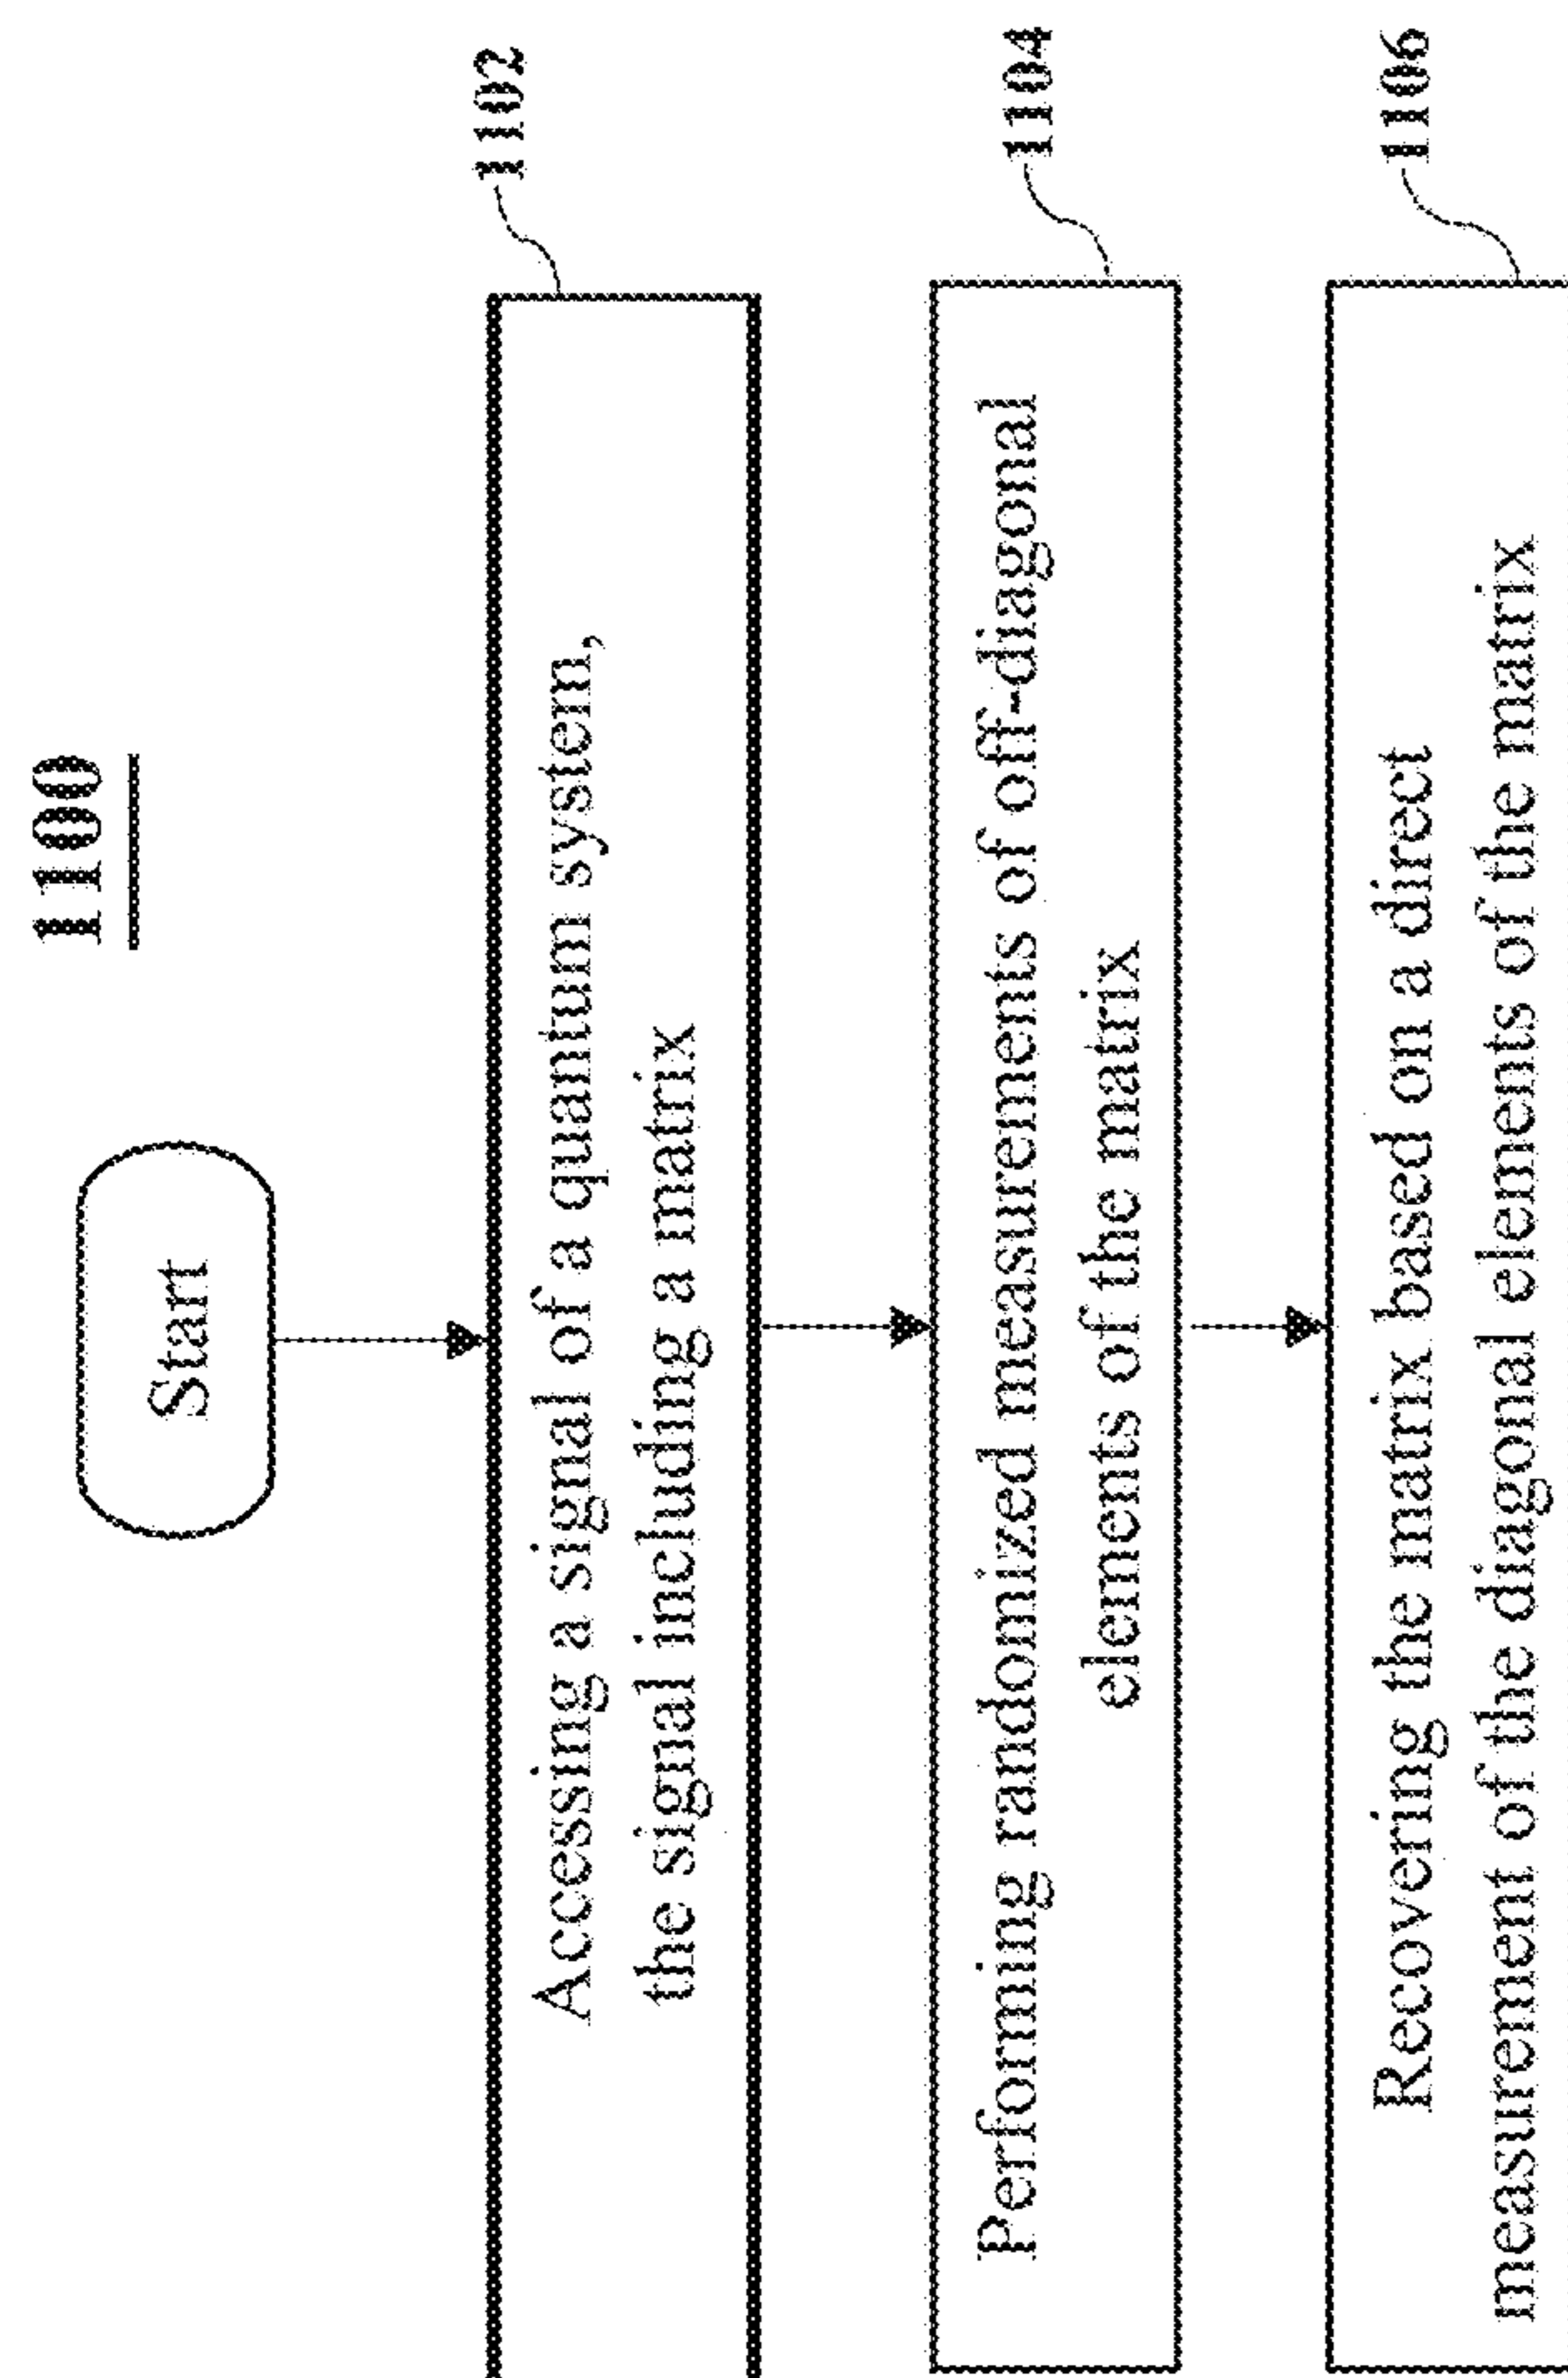 1100
Start
Accessing a signal of a quantum system,
the signal including a matrix
1102
Performing randomized measurements of off-diagonal
elements of the matrix
1104
Recovering the matrix based on a direct
measurement of the diagonal elements of the matrix
1106